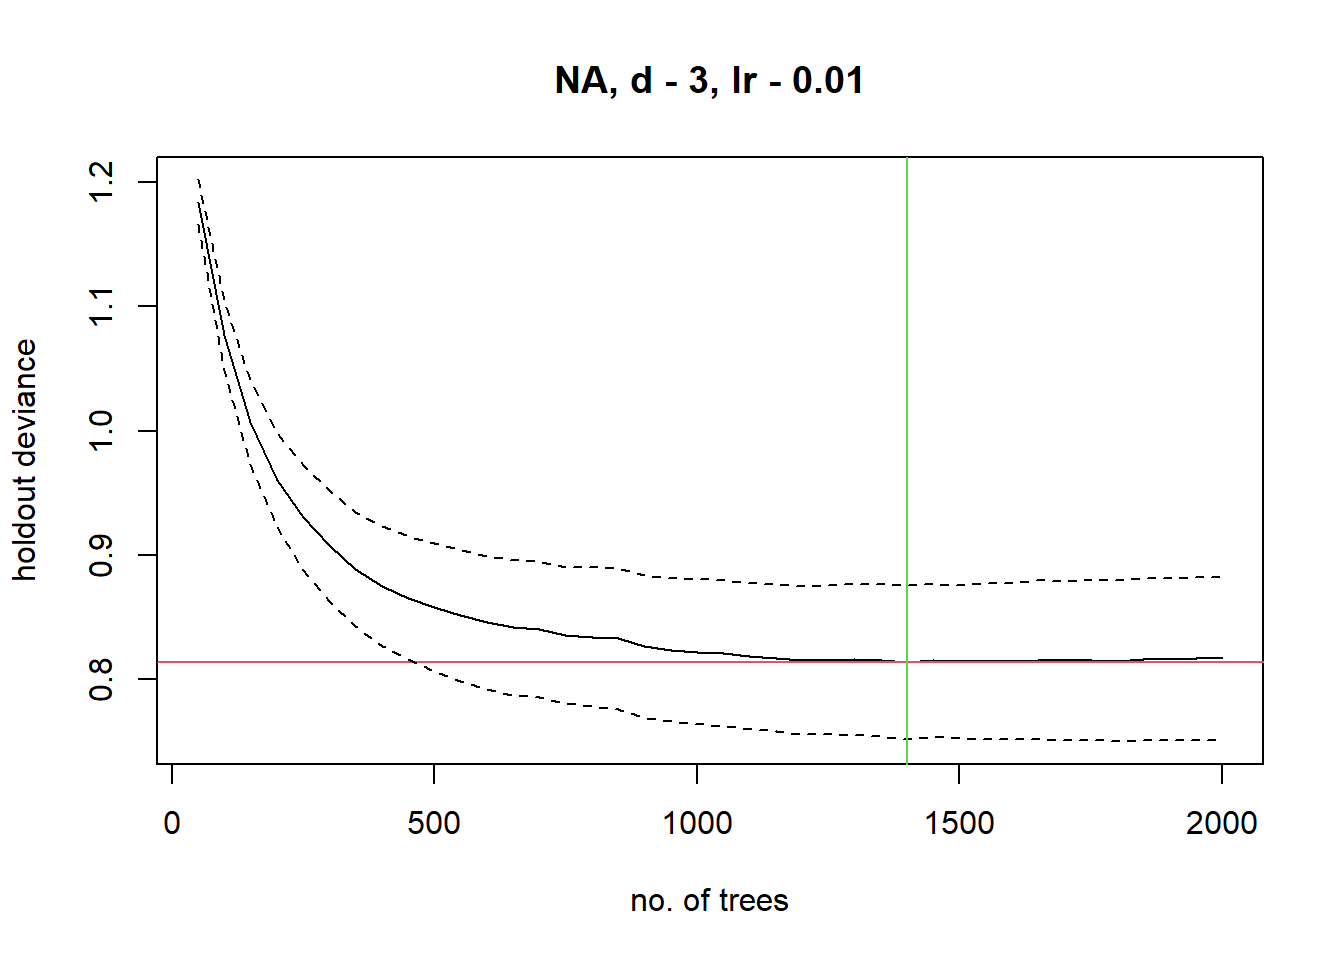 NA, d - 3, lr - 0.01
holdout deviance
1.2
1.1
1.0
0.9
0.8
0 500 1000 1500 2000
no. of trees